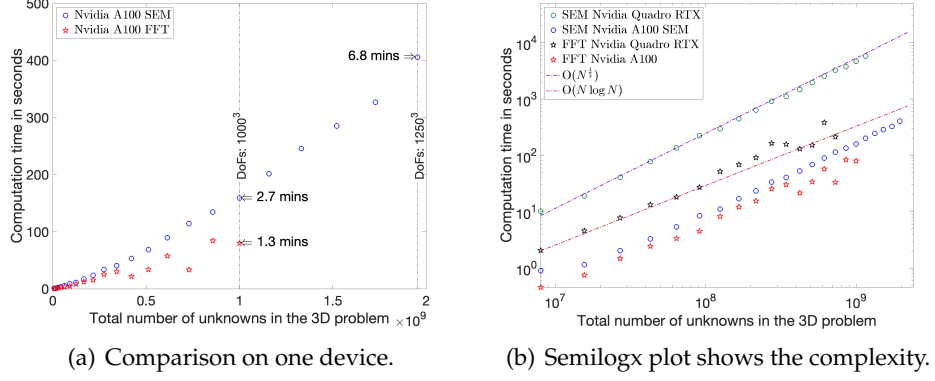 Nvidia A100 SEM
Nvidia A100 FFT
500
400
300
200
100
0
Computation time in seconds
6.8 mins
2.7 mins
1.3 mins
DoFs: 1000³
DoFs: 1250³
0
0.5
1
1.5
2
×10⁹
Total number of unknowns in the 3D problem
(a) Comparison on one device.
SEM Nvidia Quadro RTX
SEM Nvidia A100 SEM
FFT Nvidia Quadro RTX
FFT Nvidia A100
O(N^{4/3})
O(N log N)
10⁴
10³
10²
10¹
10⁰
Computation time in seconds
10⁷
10⁸
10⁹
Total number of unknowns in the 3D problem
(b) Semilogx plot shows the complexity.